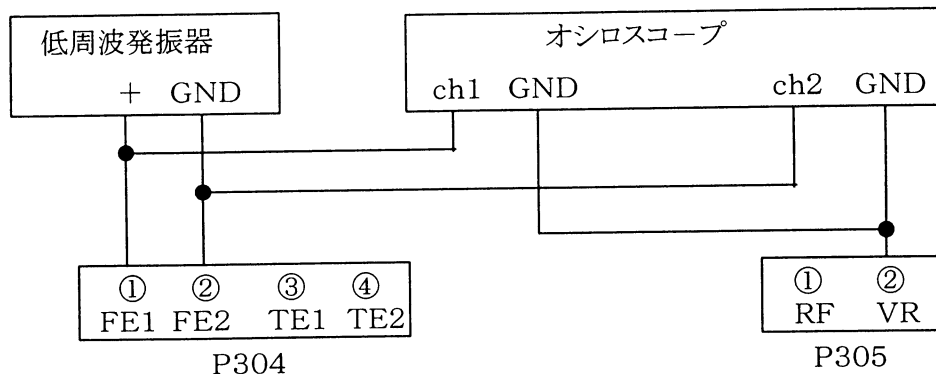 低周波発振器
+ GND
オシロスコープ
ch1 GND ch2 GND
① ② ③ ④
FE1 FE2 TE1 TE2
P304
① ②
RF VR
P305